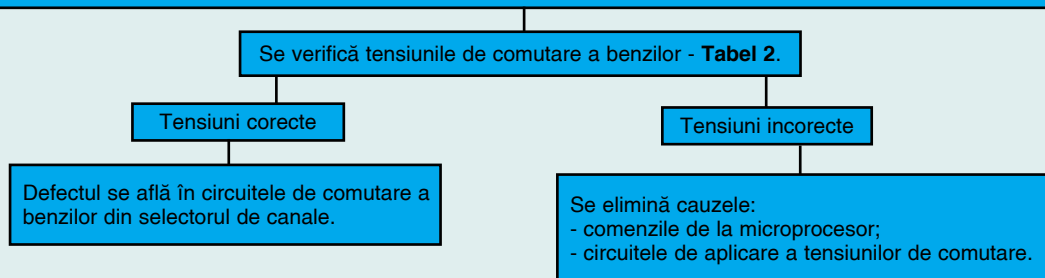 Se verifică tensiunile de comutare a benzilor - Tabel 2.
Tensiuni corecte
Tensiuni incorecte
Defectul se află în circuitele de comutare a
benzilor din selectorul de canale.
Se elimină cauzele:
- comenzile de la microprocesor;
- circuitele de aplicare a tensiunilor de comutare.